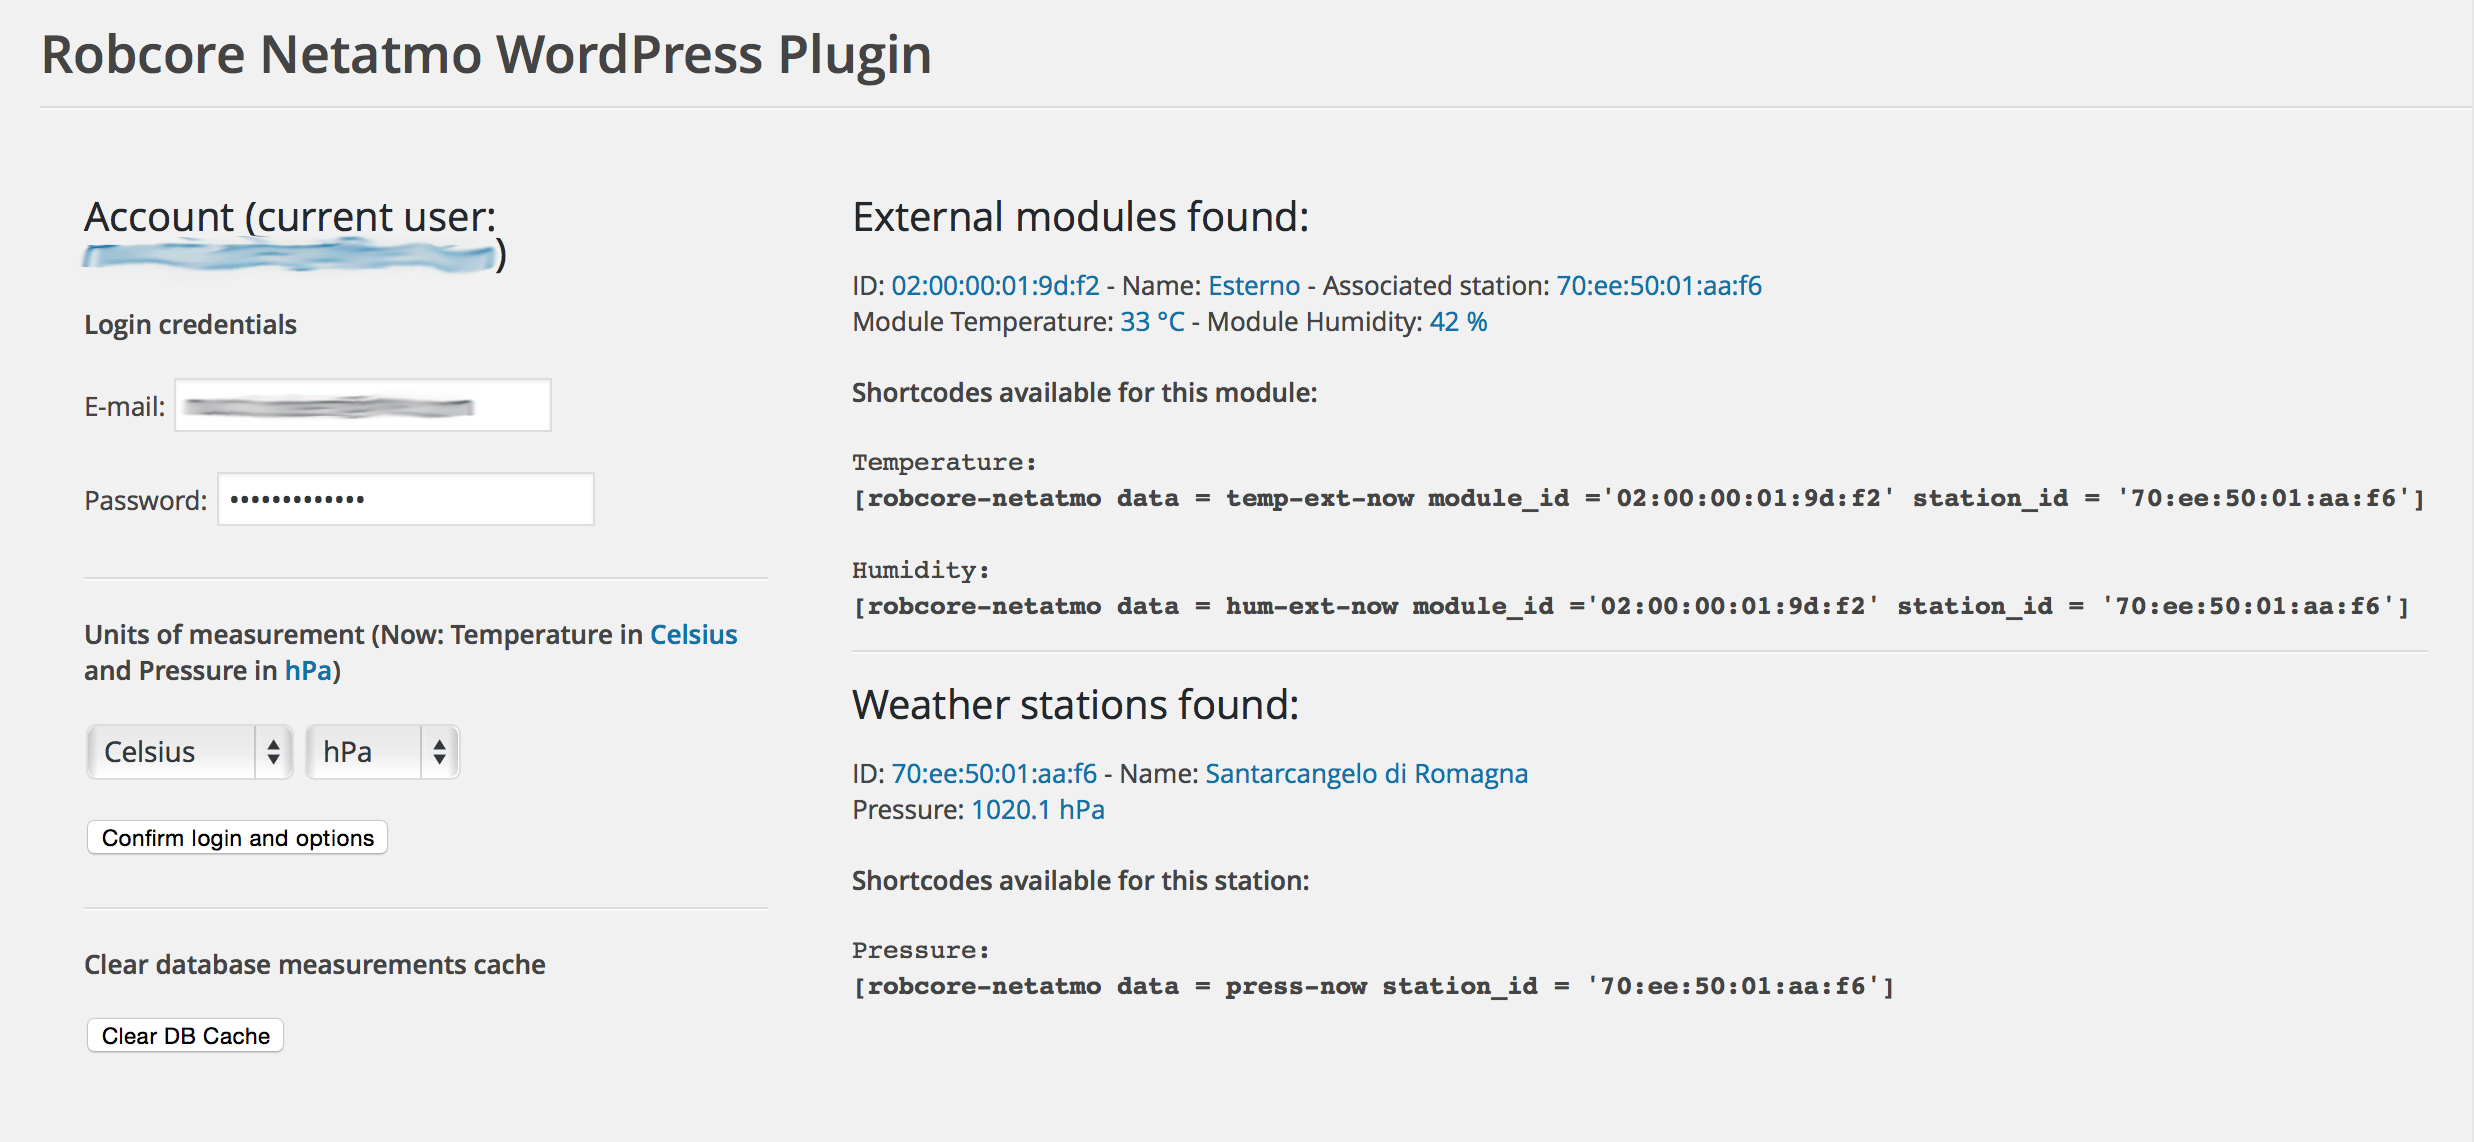 Robcore Netatmo WordPress Plugin
Account (current user:
)
Login credentials
E-mail:
Password: •••••••••••••
Units of measurement (Now: Temperature in Celsius
and Pressure in hPa)
Celsius hPa
Confirm login and options
Clear database measurements cache
Clear DB Cache
External modules found:
ID: 02:00:00:01:9d:f2 - Name: Esterno - Associated station: 70:ee:50:01:aa:f6
Module Temperature: 33 °C - Module Humidity: 42 %
Shortcodes available for this module:
Temperature:
[robcore-netatmo data = temp-ext-now module_id ='02:00:00:01:9d:f2' station_id = '70:ee:50:01:aa:f6']
Humidity:
[robcore-netatmo data = hum-ext-now module_id ='02:00:00:01:9d:f2' station_id = '70:ee:50:01:aa:f6']
Weather stations found:
ID: 70:ee:50:01:aa:f6 - Name: Santarcangelo di Romagna
Pressure: 1020.1 hPa
Shortcodes available for this station:
Pressure:
[robcore-netatmo data = press-now station_id = '70:ee:50:01:aa:f6']